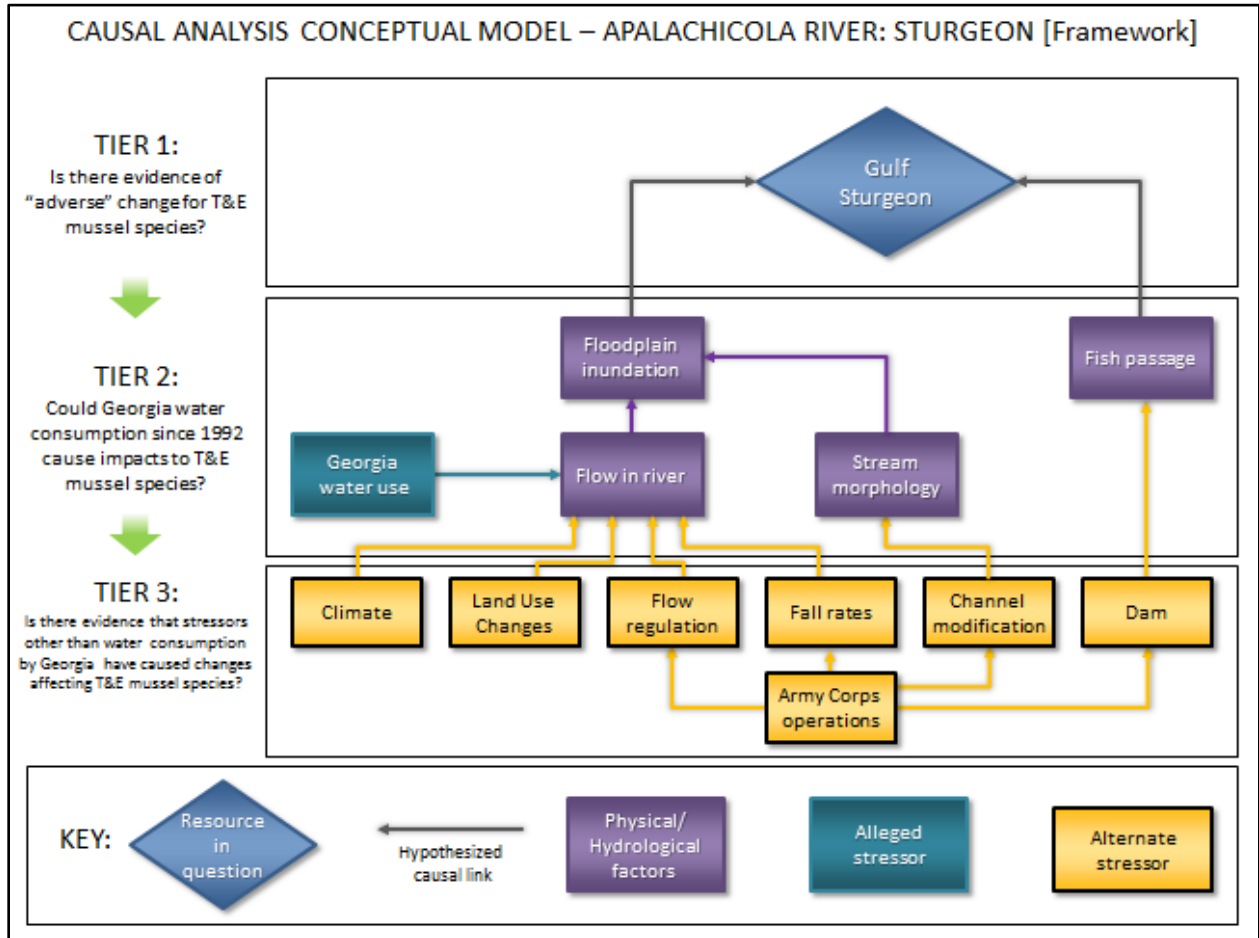 CAUSAL ANALYSIS CONCEPTUAL MODEL – APALACHICOLA RIVER: STURGEON [Framework]
TIER 1:
Is there evidence of
“adverse” change for T&E
mussel species?
Gulf
Sturgeon
TIER 2:
Could Georgia water
consumption since 1992
cause impacts to T&E
mussel species?
Floodplain
inundation
Fish passage
Georgia
water use
Flow in river
Stream
morphology
TIER 3:
Is there evidence that stressors
other than water consumption
by Georgia have caused changes
affecting T&E mussel species?
Climate
Land Use
Changes
Flow
regulation
Fall rates
Channel
modification
Dam
Army Corps
operations
KEY:
Resource
in
question
Hypothesized
causal link
Physical/
Hydrological
factors
Alleged
stressor
Alternate
stressor